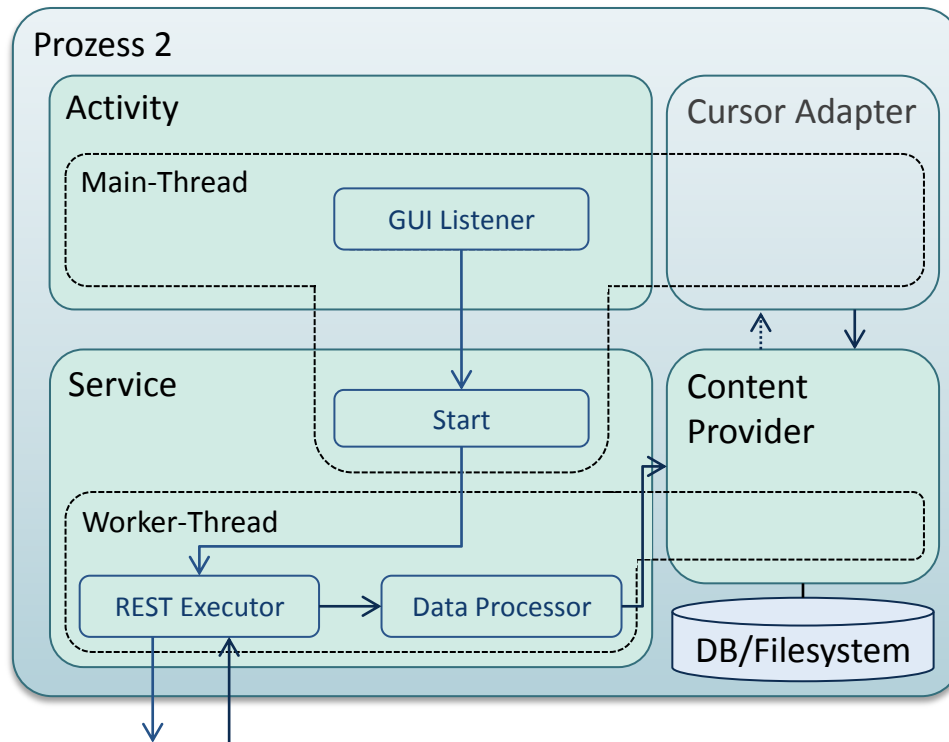 Prozess 2
Activity
Cursor Adapter
Main-Thread
GUI Listener
Service
Start
Content
Provider
Worker-Thread
REST Executor
Data Processor
DB/Filesystem